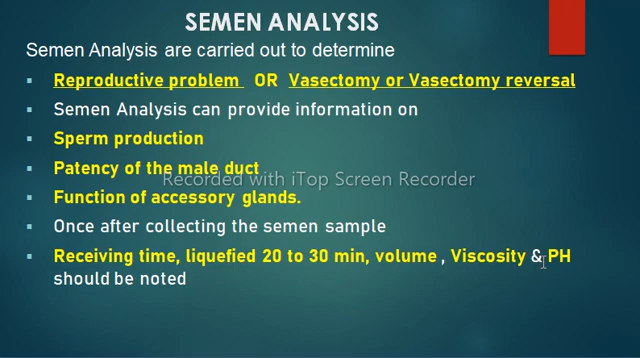 SEMEN ANALYSIS
Semen Analysis are carried out to determine
Reproductive problem OR Vasectomy or Vasectomy reversal
Semen Analysis can provide information on
Sperm production
Patency of the male duct
Recorded with iTop Screen Recorder
Function of accessory glands.
Once after collecting the semen sample
Receiving time, liquefied 20 to 30 min, volume , Viscosity & PH
should be noted